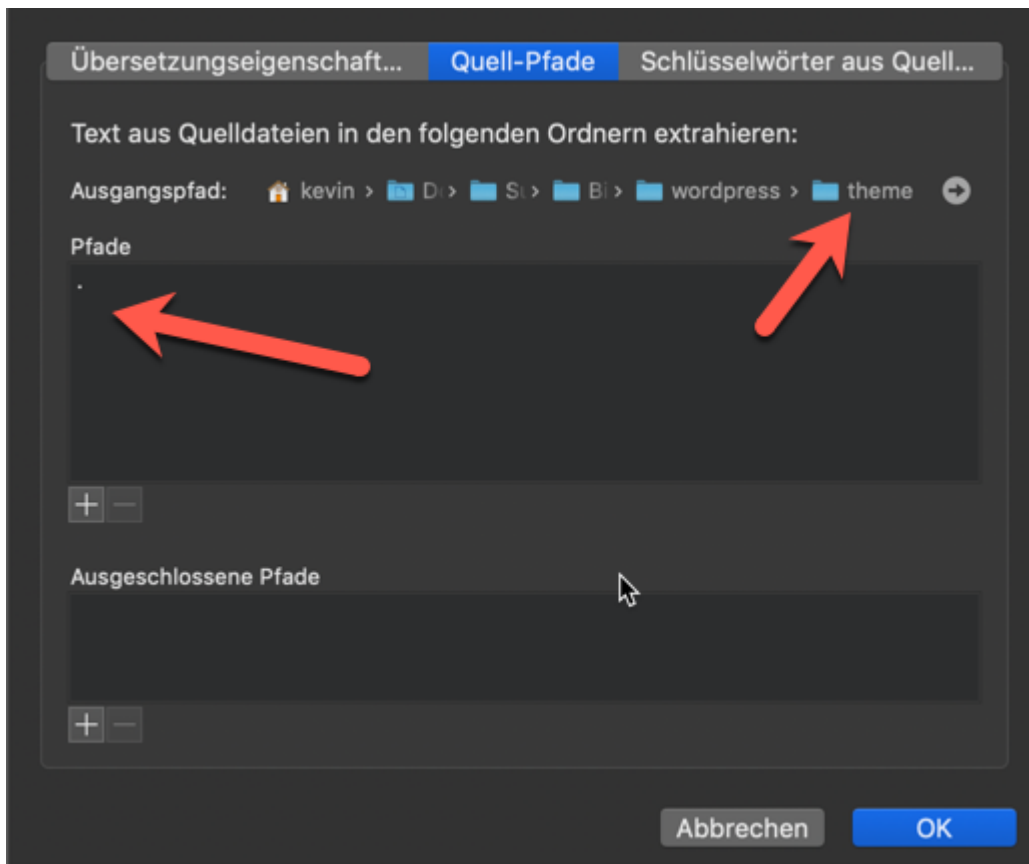 Übersetzungseigenschaft... Quell-Pfade Schlüsselwörter aus Quell...
Text aus Quelldateien in den folgenden Ordnern extrahieren:
Ausgangspfad: kevin › › › › wordpress › theme
Pfade
.
+ −
Ausgeschlossene Pfade
+ −
Abbrechen OK